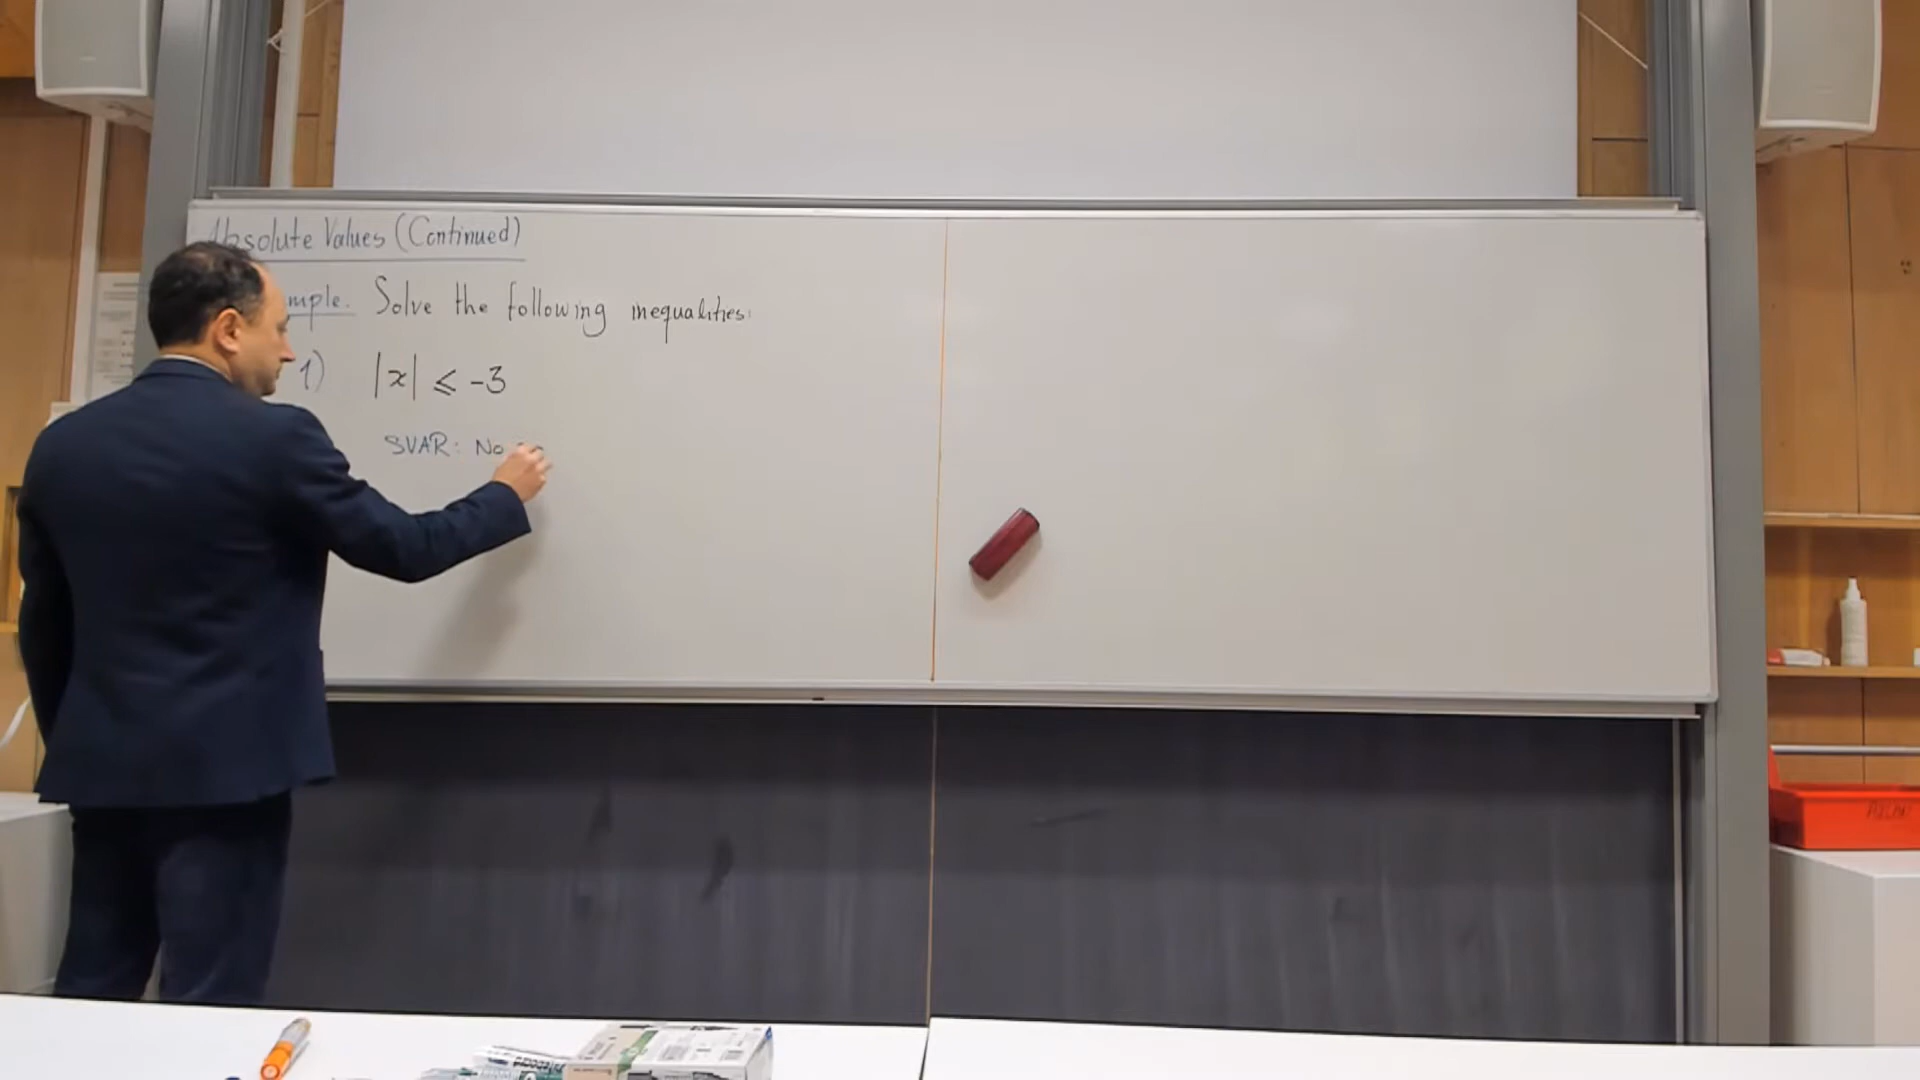 Absolute Values (Continued)
mple. Solve the following inequalities:
1) |x| ⩽ -3
SVAR: No